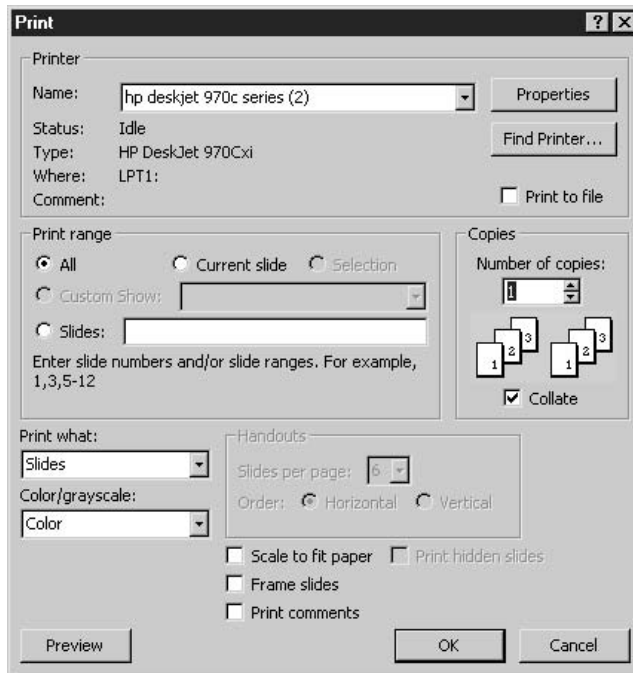 Print
Printer
Name: hp deskjet 970c series (2) Properties
Status: Idle
Type: HP DeskJet 970Cxi Find Printer...
Where: LPT1:
Comment: Print to file
Print range
All Current slide Selection
Custom Show:
Slides:
Enter slide numbers and/or slide ranges. For example,
1,3,5-12
Copies
Number of copies:
1
1 2 3 1 2 3
Collate
Print what:
Slides
Color/grayscale:
Color
Handouts
Slides per page: 6
Order: Horizontal Vertical
Scale to fit paper Print hidden slides
Frame slides
Print comments
Preview OK Cancel